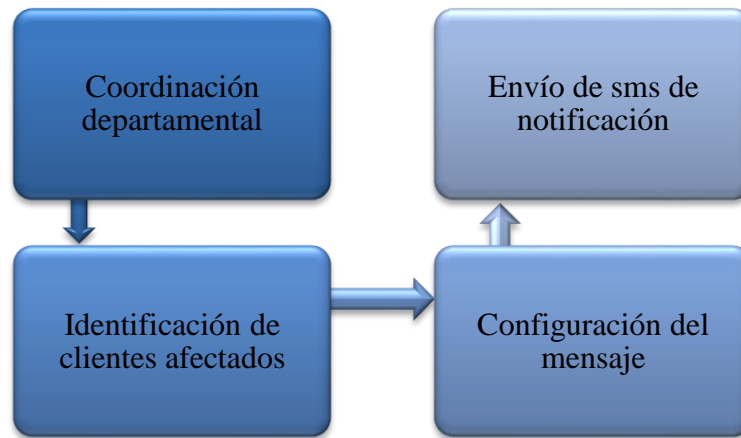 Coordinación
departamental
Identificación de
clientes afectados
Configuración del
mensaje
Envío de sms de
notificación